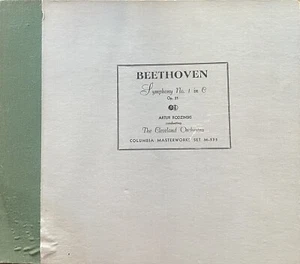 BEETHOVEN
Symphony No. 1 in C
Op. 21
ARTUR RODZINSKI
conducting
The Cleveland Orchestra
COLUMBIA MASTERWORKS SET